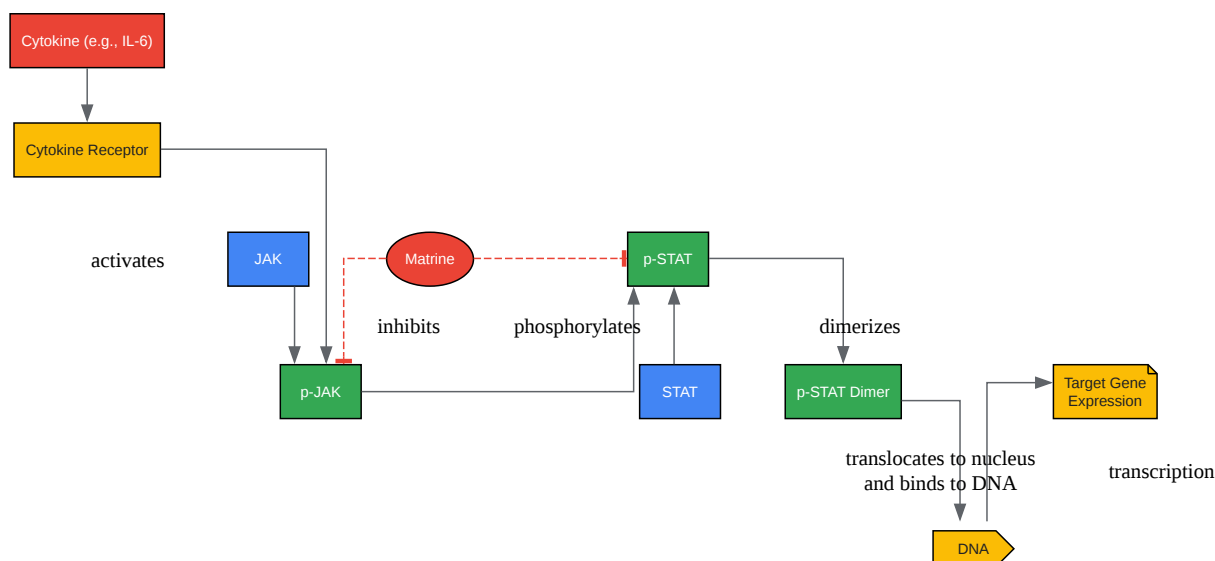 Cytokine (e.g., IL-6)
Cytokine Receptor
activates
JAK
Matrine
p-STAT
inhibits
phosphorylates
dimerizes
p-JAK
STAT
p-STAT Dimer
Target Gene
Expression
translocates to nucleus
and binds to DNA
transcription
DNA